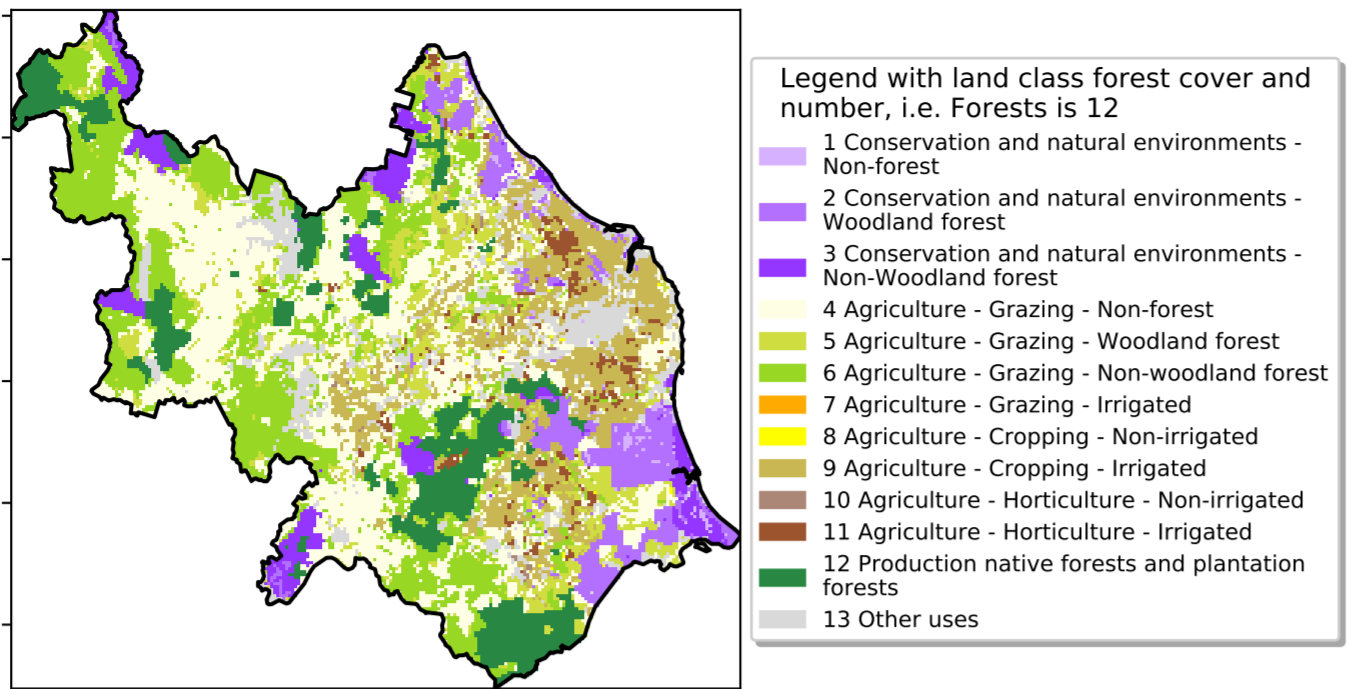 Legend with land class forest cover and
number, i.e. Forests is 12
1 Conservation and natural environments -
Non-forest
2 Conservation and natural environments -
Woodland forest
3 Conservation and natural environments -
Non-Woodland forest
4 Agriculture - Grazing - Non-forest
5 Agriculture - Grazing - Woodland forest
6 Agriculture - Grazing - Non-woodland forest
7 Agriculture - Grazing - Irrigated
8 Agriculture - Cropping - Non-irrigated
9 Agriculture - Cropping - Irrigated
10 Agriculture - Horticulture - Non-irrigated
11 Agriculture - Horticulture - Irrigated
12 Production native forests and plantation
forests
13 Other uses